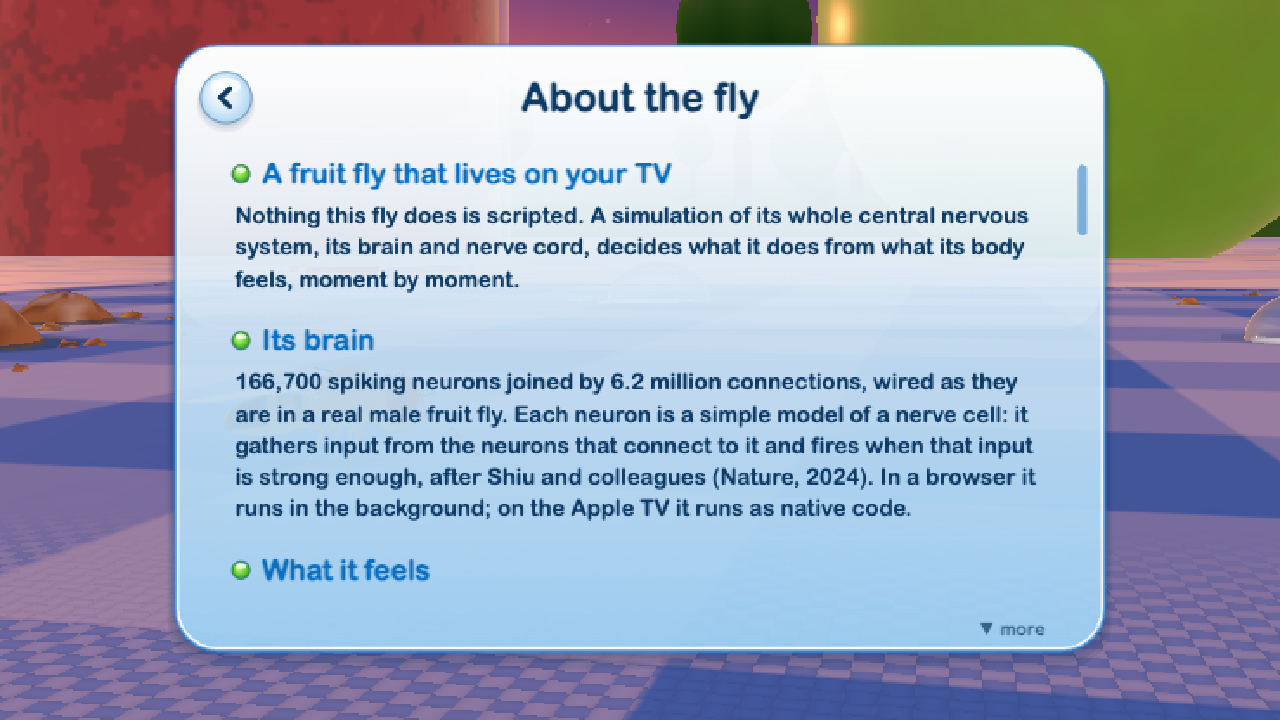 About the fly
A fruit fly that lives on your TV
Nothing this fly does is scripted. A simulation of its whole central nervous
system, its brain and nerve cord, decides what it does from what its body
feels, moment by moment.
Its brain
166,700 spiking neurons joined by 6.2 million connections, wired as they
are in a real male fruit fly. Each neuron is a simple model of a nerve cell: it
gathers input from the neurons that connect to it and fires when that input
is strong enough, after Shiu and colleagues (Nature, 2024). In a browser it
runs in the background; on the Apple TV it runs as native code.
What it feels
▼ more